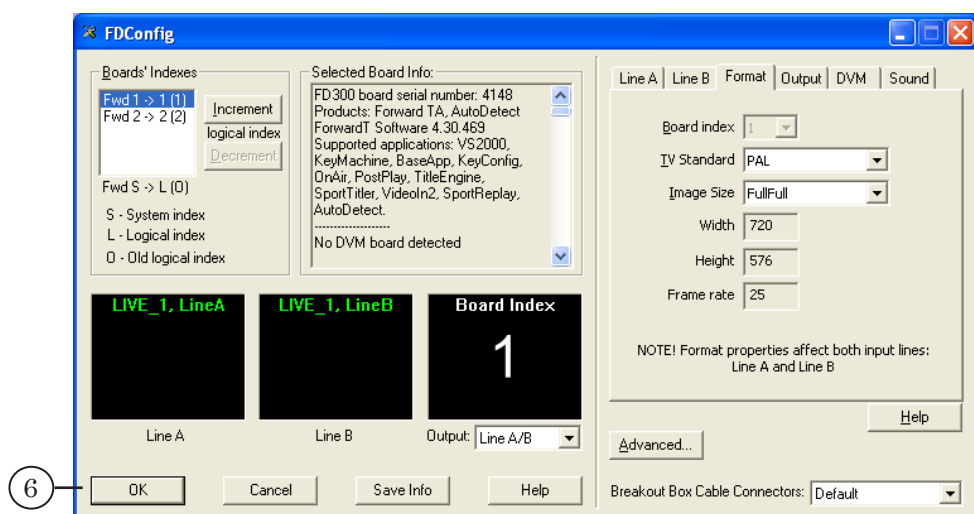 FDConfig
Boards' Indexes
Fwd 1 -> 1 (1)
Fwd 2 -> 2 (2)
Increment
logical index
Decrement
Fwd S -> L (O)
S - System index
L - Logical index
O - Old logical index
Selected Board Info:
FD300 board serial number: 4148
Products: Forward TA, AutoDetect
ForwardT Software 4.30.469
Supported applications: VS2000,
KeyMachine, BaseApp, KeyConfig,
OnAir, PostPlay, TitleEngine,
SportTitler, VideoIn2, SportReplay,
AutoDetect.
-------------------
No DVM board detected
LIVE_1, LineA
LIVE_1, LineB
Board Index
1
Line A
Line B
Output: Line A/B
6
OK
Cancel
Save Info
Help
Line A
Line B
Format
Output
DVM
Sound
Board index 1
TV Standard PAL
Image Size FullFull
Width 720
Height 576
Frame rate 25
NOTE! Format properties affect both input lines:
Line A and Line B
Help
Advanced...
Breakout Box Cable Connectors: Default